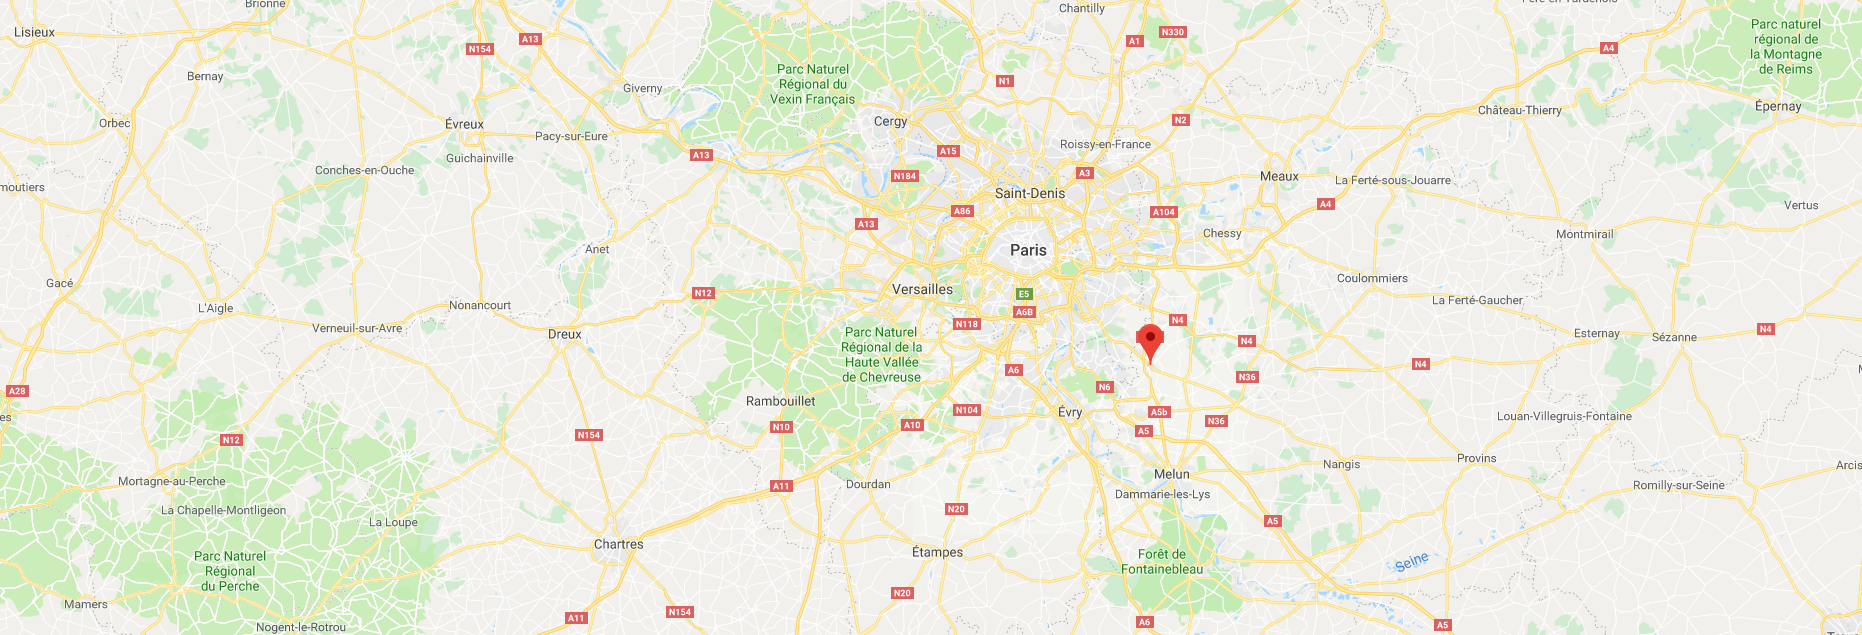 Brionne
Chantilly
Lisieux
A13
N154
A1
N330
A4
Parc naturel
régional de
la Montagne
de Reims
Bernay
Giverny
Parc Naturel
Régional du
Vexin Français
N1
Château-Thierry
Épernay
Orbec
Évreux
Pacy-sur-Eure
Cergy
N2
Guichainville
A13
A15
Roissy-en-France
Conches-en-Ouche
N184
A3
Meaux
La Ferté-sous-Jouarre
moutiers
Saint-Denis
A86
A104
A4
Vertus
A13
Chessy
Montmirail
Anet
Paris
Gacé
Coulommiers
N12
Versailles
E5
L'Aigle
Nonancourt
A6B
La Ferté-Gaucher
Verneuil-sur-Avre
Dreux
N118
N4
Parc Naturel
Régional de la
Haute Vallée
de Chevreuse
N4
Esternay
Sézanne
N4
A6
N4
A28
N6
N36
Rambouillet
es
N104
Évry
A5b
N36
Louan-Villegruis-Fontaine
N12
N154
N10
A10
A5
Mortagne-au-Perche
A11
Dourdan
Melun
Nangis
Provins
Arcis
Dammarie-les-Lys
Romilly-sur-Seine
La Chapelle-Montligeon
La Loupe
N20
A5
Chartres
Étampes
Parc Naturel
Régional
du Perche
Forêt de
Fontainebleau
Seine
Mamers
N20
A11
N154
A6
A5
Nogent-le-Rotrou